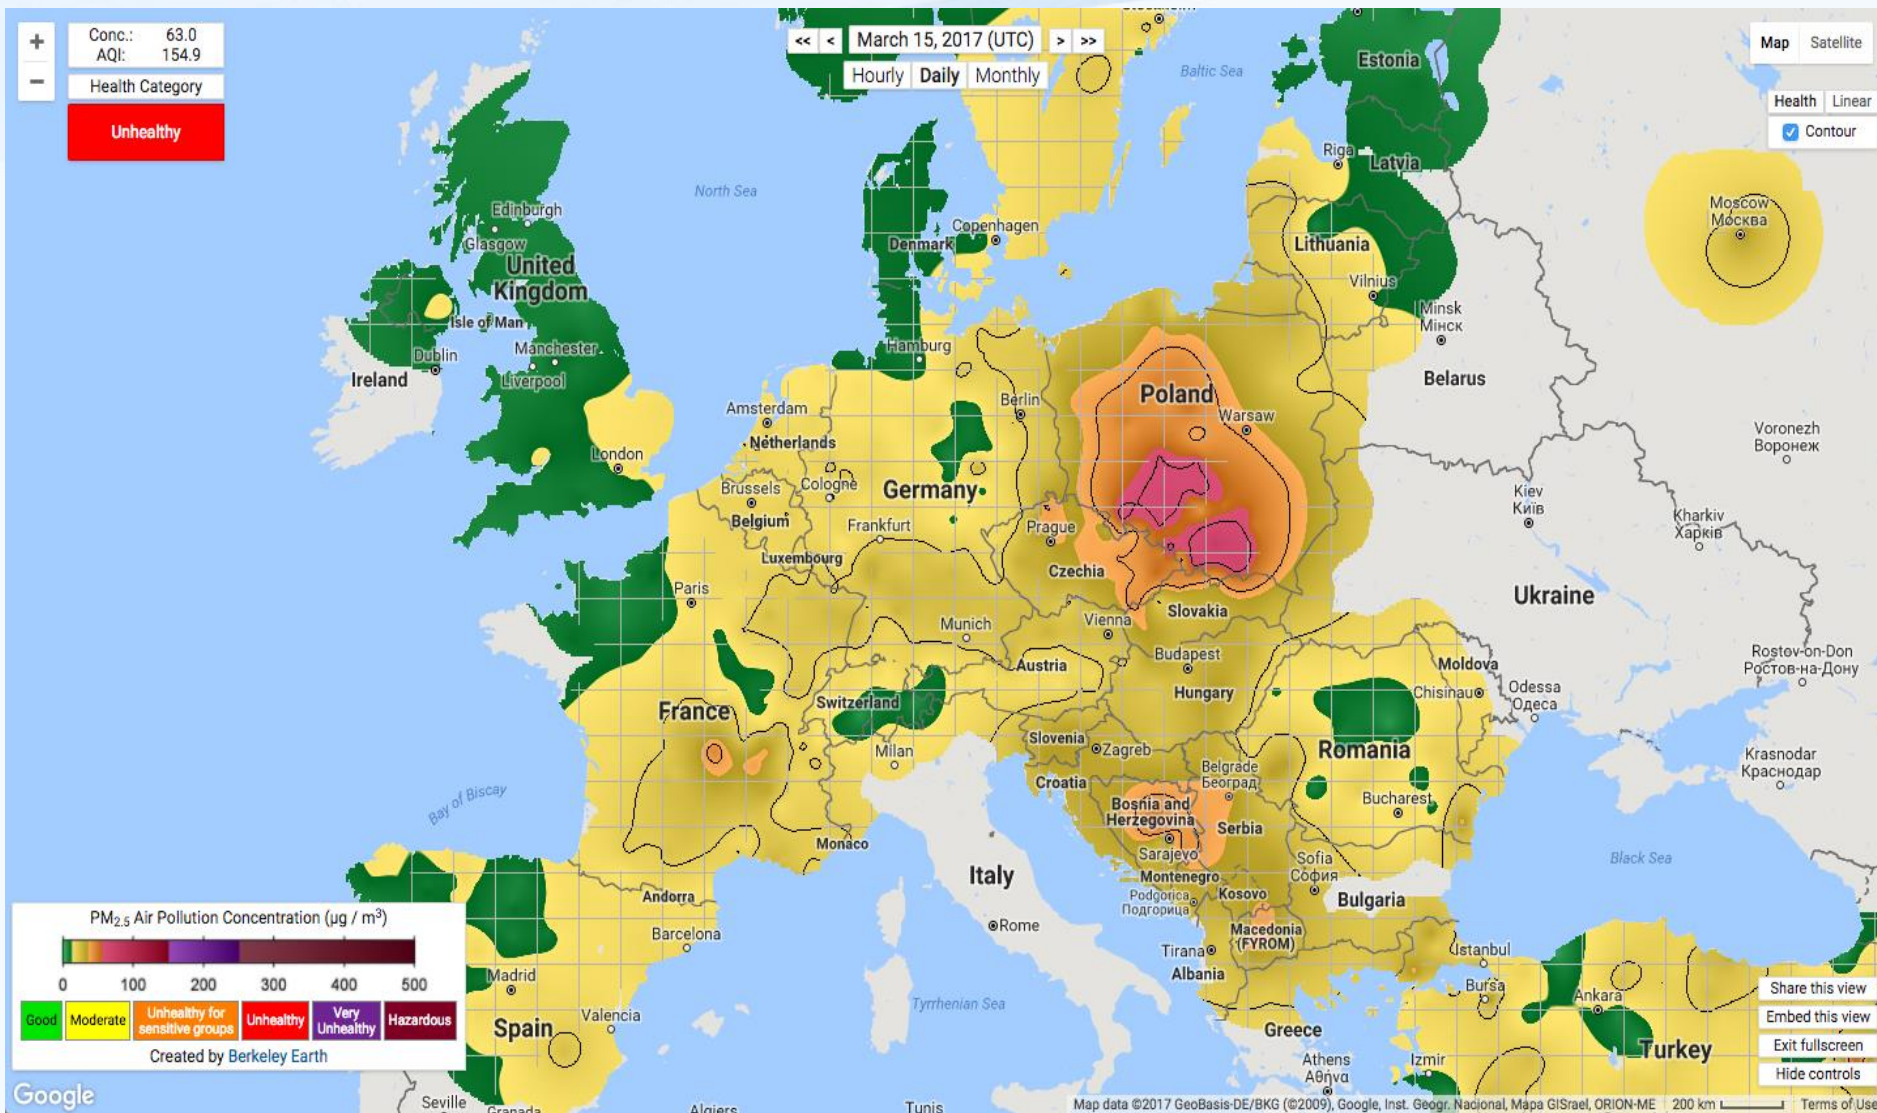 +
−
Conc.: 63.0
AQI: 154.9
Health Category
Unhealthy
<< < March 15, 2017 (UTC) > >>
Hourly Daily Monthly
Map Satellite
Health Linear
Contour
Stockholm
Baltic Sea
Estonia
Riga
Latvia
North Sea
Moscow
Москва
Edinburgh
Glasgow
United
Kingdom
Denmark
Copenhagen
Lithuania
Vilnius
Minsk
Мінск
Isle of Man
Dublin
Manchester
Liverpool
Hamburg
Ireland
Belarus
Poland
Amsterdam
Berlin
Warsaw
Netherlands
London
Voronezh
Воронеж
Brussels
Cologne
Germany
Belgium
Frankfurt
Prague
Kiev
Київ
Kharkiv
Харків
Luxembourg
Czechia
Paris
Slovakia
Ukraine
Munich
Vienna
Budapest
Austria
Moldova
Rostov-on-Don
Ростов-на-Дону
Hungary
Chisinau
Odessa
Одеса
Switzerland
France
Slovenia
Zagreb
Romania
Milan
Krasnodar
Краснодар
Croatia
Belgrade
Београд
Bay of Biscay
Bosnia and
Herzegovina
Bucharest
Serbia
Monaco
Sarajevo
Sofia
София
Black Sea
Italy
Montenegro
Andorra
Podgorica
Подгорица
Kosovo
Bulgaria
Rome
Macedonia
(FYROM)
Barcelona
Tirana
Istanbul
Albania
PM2.5 Air Pollution Concentration (µg / m³)
0 100 200 300 400 500
Good Moderate Unhealthy for
sensitive groups Unhealthy Very
Unhealthy Hazardous
Created by Berkeley Earth
Madrid
Valencia
Spain
Tyrrhenian Sea
Bursa
Ankara
Greece
Turkey
Athens
Αθήνα
Izmir
Share this view
Embed this view
Exit fullscreen
Hide controls
Google
Seville
Granada
Algiers
Tunis
Map data ©2017 GeoBasis-DE/BKG (©2009), Google, Inst. Geogr. Nacional, Mapa GISrael, ORION-ME 200 km Terms of Use